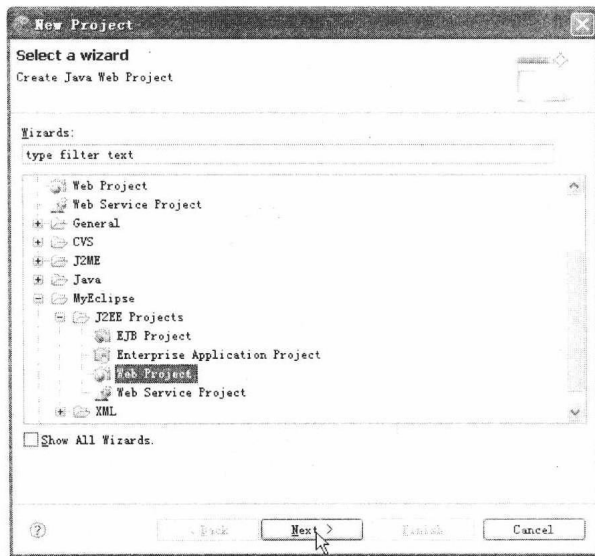 New Project
Select a wizard
Create Java Web Project
Wizards:
type filter text
Web Project
Web Service Project
General
CVS
J2ME
Java
MyEclipse
J2EE Projects
EJB Project
Enterprise Application Project
Web Project
Web Service Project
XML
Show All Wizards.
< Back
Next >
Finish
Cancel